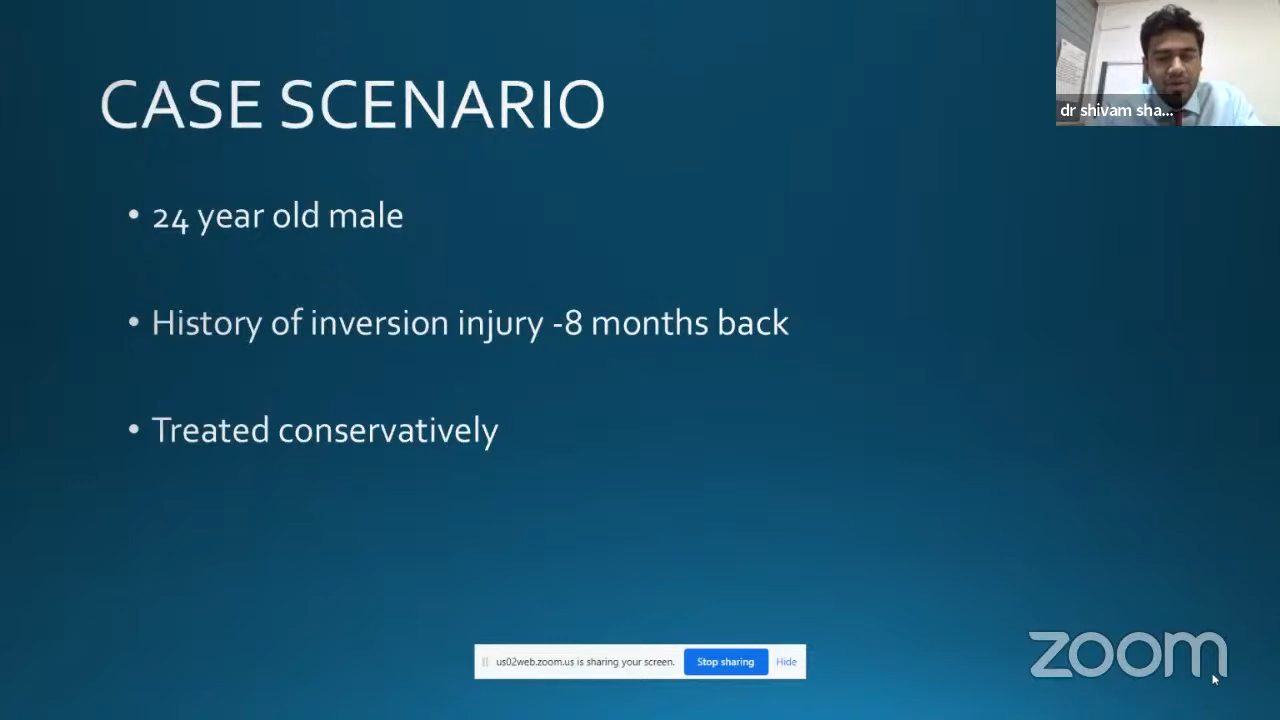 CASE SCENARIO
dr shivam sha...
• 24 year old male
• History of inversion injury -8 months back
• Treated conservatively
us02web.zoom.us is sharing your screen. Stop sharing Hide
zoom